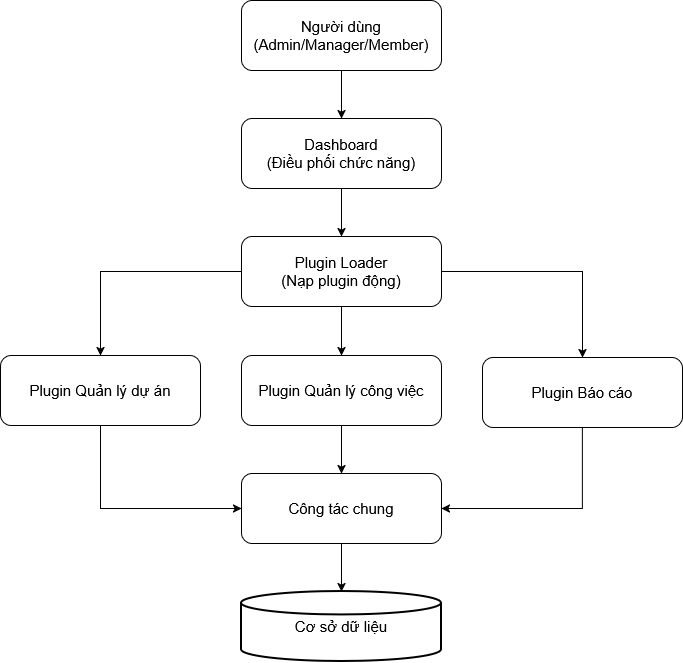 Người dùng
(Admin/Manager/Member)
Dashboard
(Điều phối chức năng)
Plugin Loader
(Nạp plugin động)
Plugin Quản lý dự án
Plugin Quản lý công việc
Plugin Báo cáo
Công tác chung
Cơ sở dữ liệu